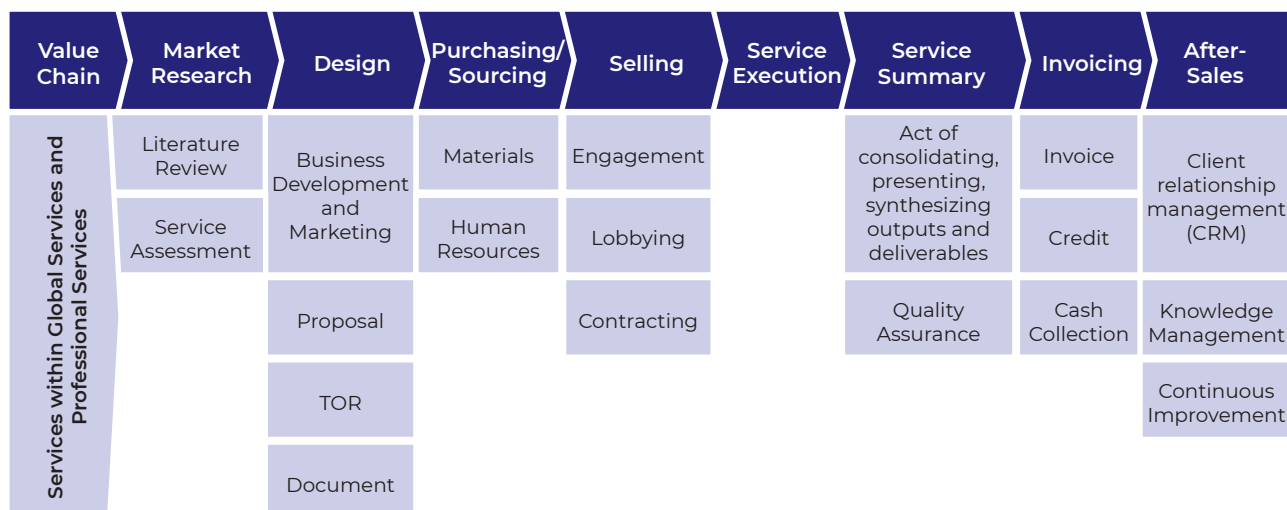 Value
Chain
Market
Research
Design
Purchasing/
Sourcing
Selling
Service
Execution
Service
Summary
Invoicing
After-
Sales
Services within Global Services and
Professional Services
Literature
Review
Service
Assessment
Business
Development
and
Marketing
Proposal
TOR
Document
Materials
Human
Resources
Engagement
Lobbying
Contracting
Act of
consolidating,
presenting,
synthesizing
outputs and
deliverables
Quality
Assurance
Invoice
Credit
Cash
Collection
Client
relationship
management
(CRM)
Knowledge
Management
Continuous
Improvement